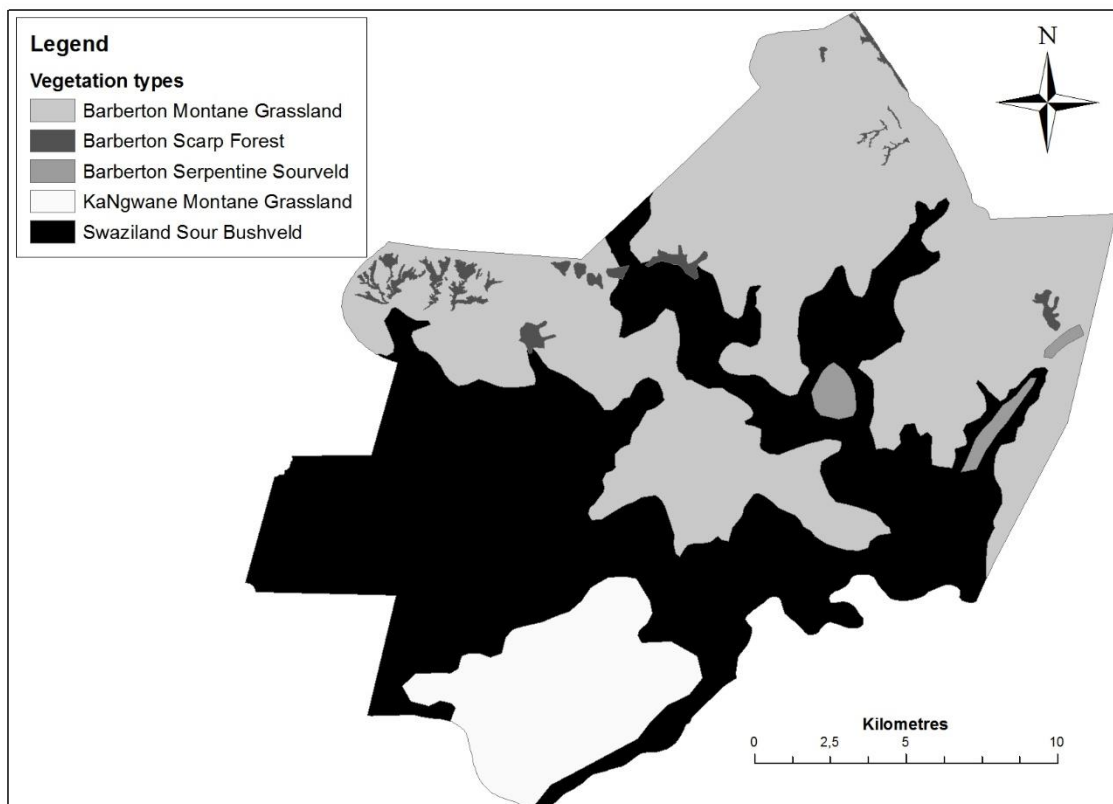 Legend
Vegetation types
Barberton Montane Grassland
Barberton Scarp Forest
Barberton Serpentine Sourveld
KaNgwane Montane Grassland
Swaziland Sour Bushveld
N
Kilometres
0 2,5 5 10